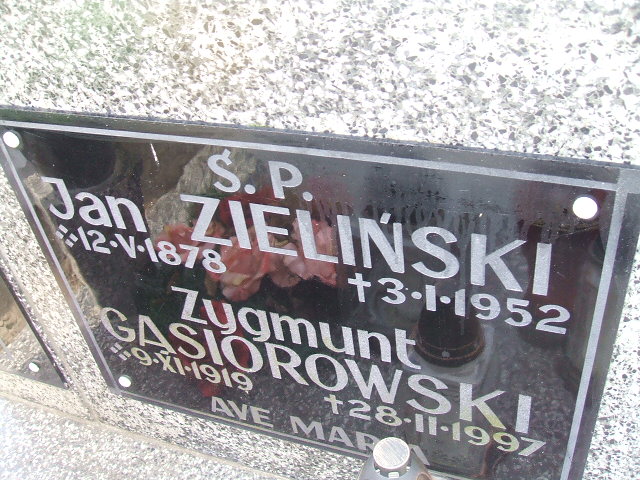 Ś. P.
Jan ZIELIŃSKI
12·V·1878 †3·I·1952
Zygmunt
GĄSIOROWSKI
9·XI·1919 †28·II·1997
AVE MARIA